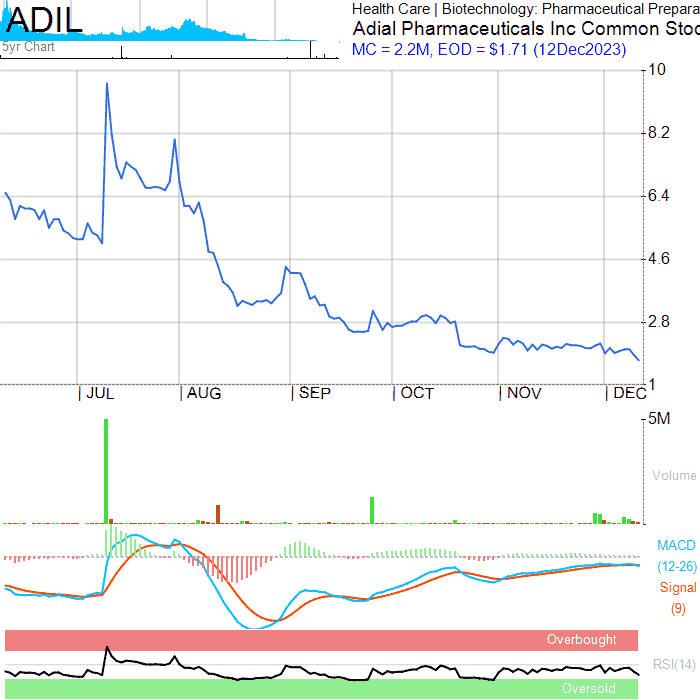 ADIL
5yr Chart
Health Care | Biotechnology: Pharmaceutical Prepara
Adial Pharmaceuticals Inc Common Stoc
MC = 2.2M, EOD = $1.71 (12Dec2023)
10
8.2
6.4
4.6
2.8
1
| JUL | AUG | SEP | OCT | NOV | DEC
5M
Volume
MACD
(12-26)
Signal
(9)
Overbought
RSI(14)
Oversold